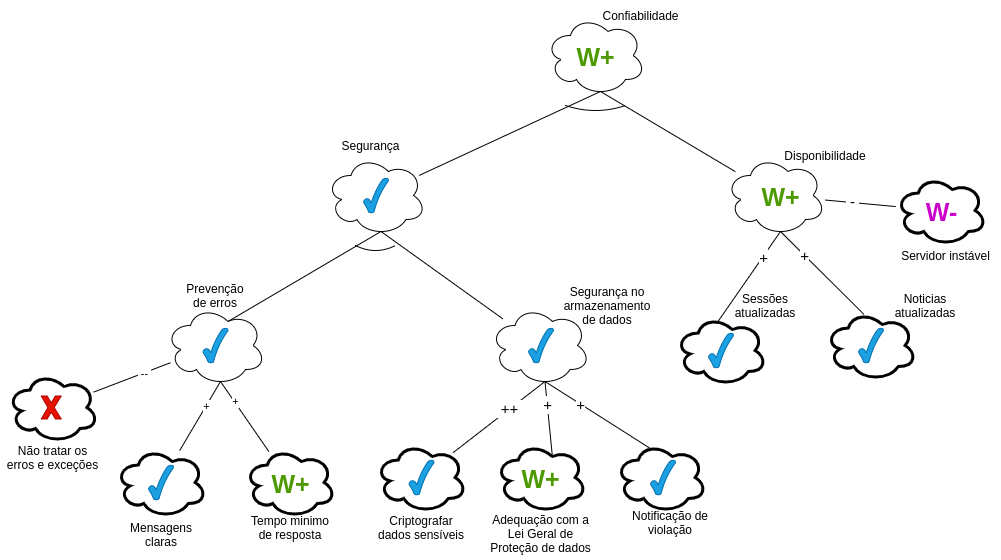 Confiabilidade
W+
Segurança
Disponibilidade
W+
-
W-
Servidor instável
+
+
Prevenção
de erros
Segurança no
armazenamento
de dados
Sessões
atualizadas
Noticias
atualizadas
--
X
Não tratar os
erros e exceções
+
+
++
+
+
Mensagens
claras
W+
Tempo minimo
de resposta
Criptografar
dados sensíveis
W+
Adequação com a
Lei Geral de
Proteção de dados
Notificação de
violação